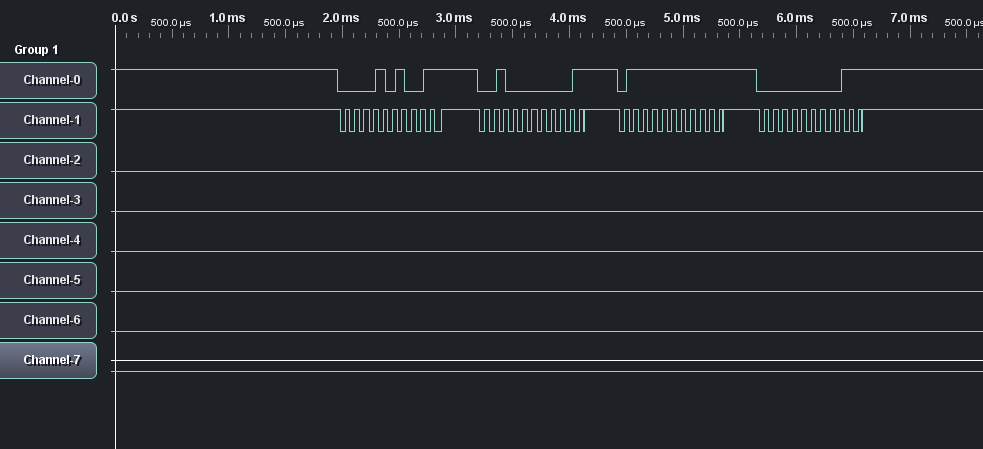 0.0 s 500.0 µs 1.0 ms 500.0 µs 2.0 ms 500.0 µs 3.0 ms 500.0 µs 4.0 ms 500.0 µs 5.0 ms 500.0 µs 6.0 ms 500.0 µs 7.0 ms 500.0 µs
Group 1
Channel-0
Channel-1
Channel-2
Channel-3
Channel-4
Channel-5
Channel-6
Channel-7